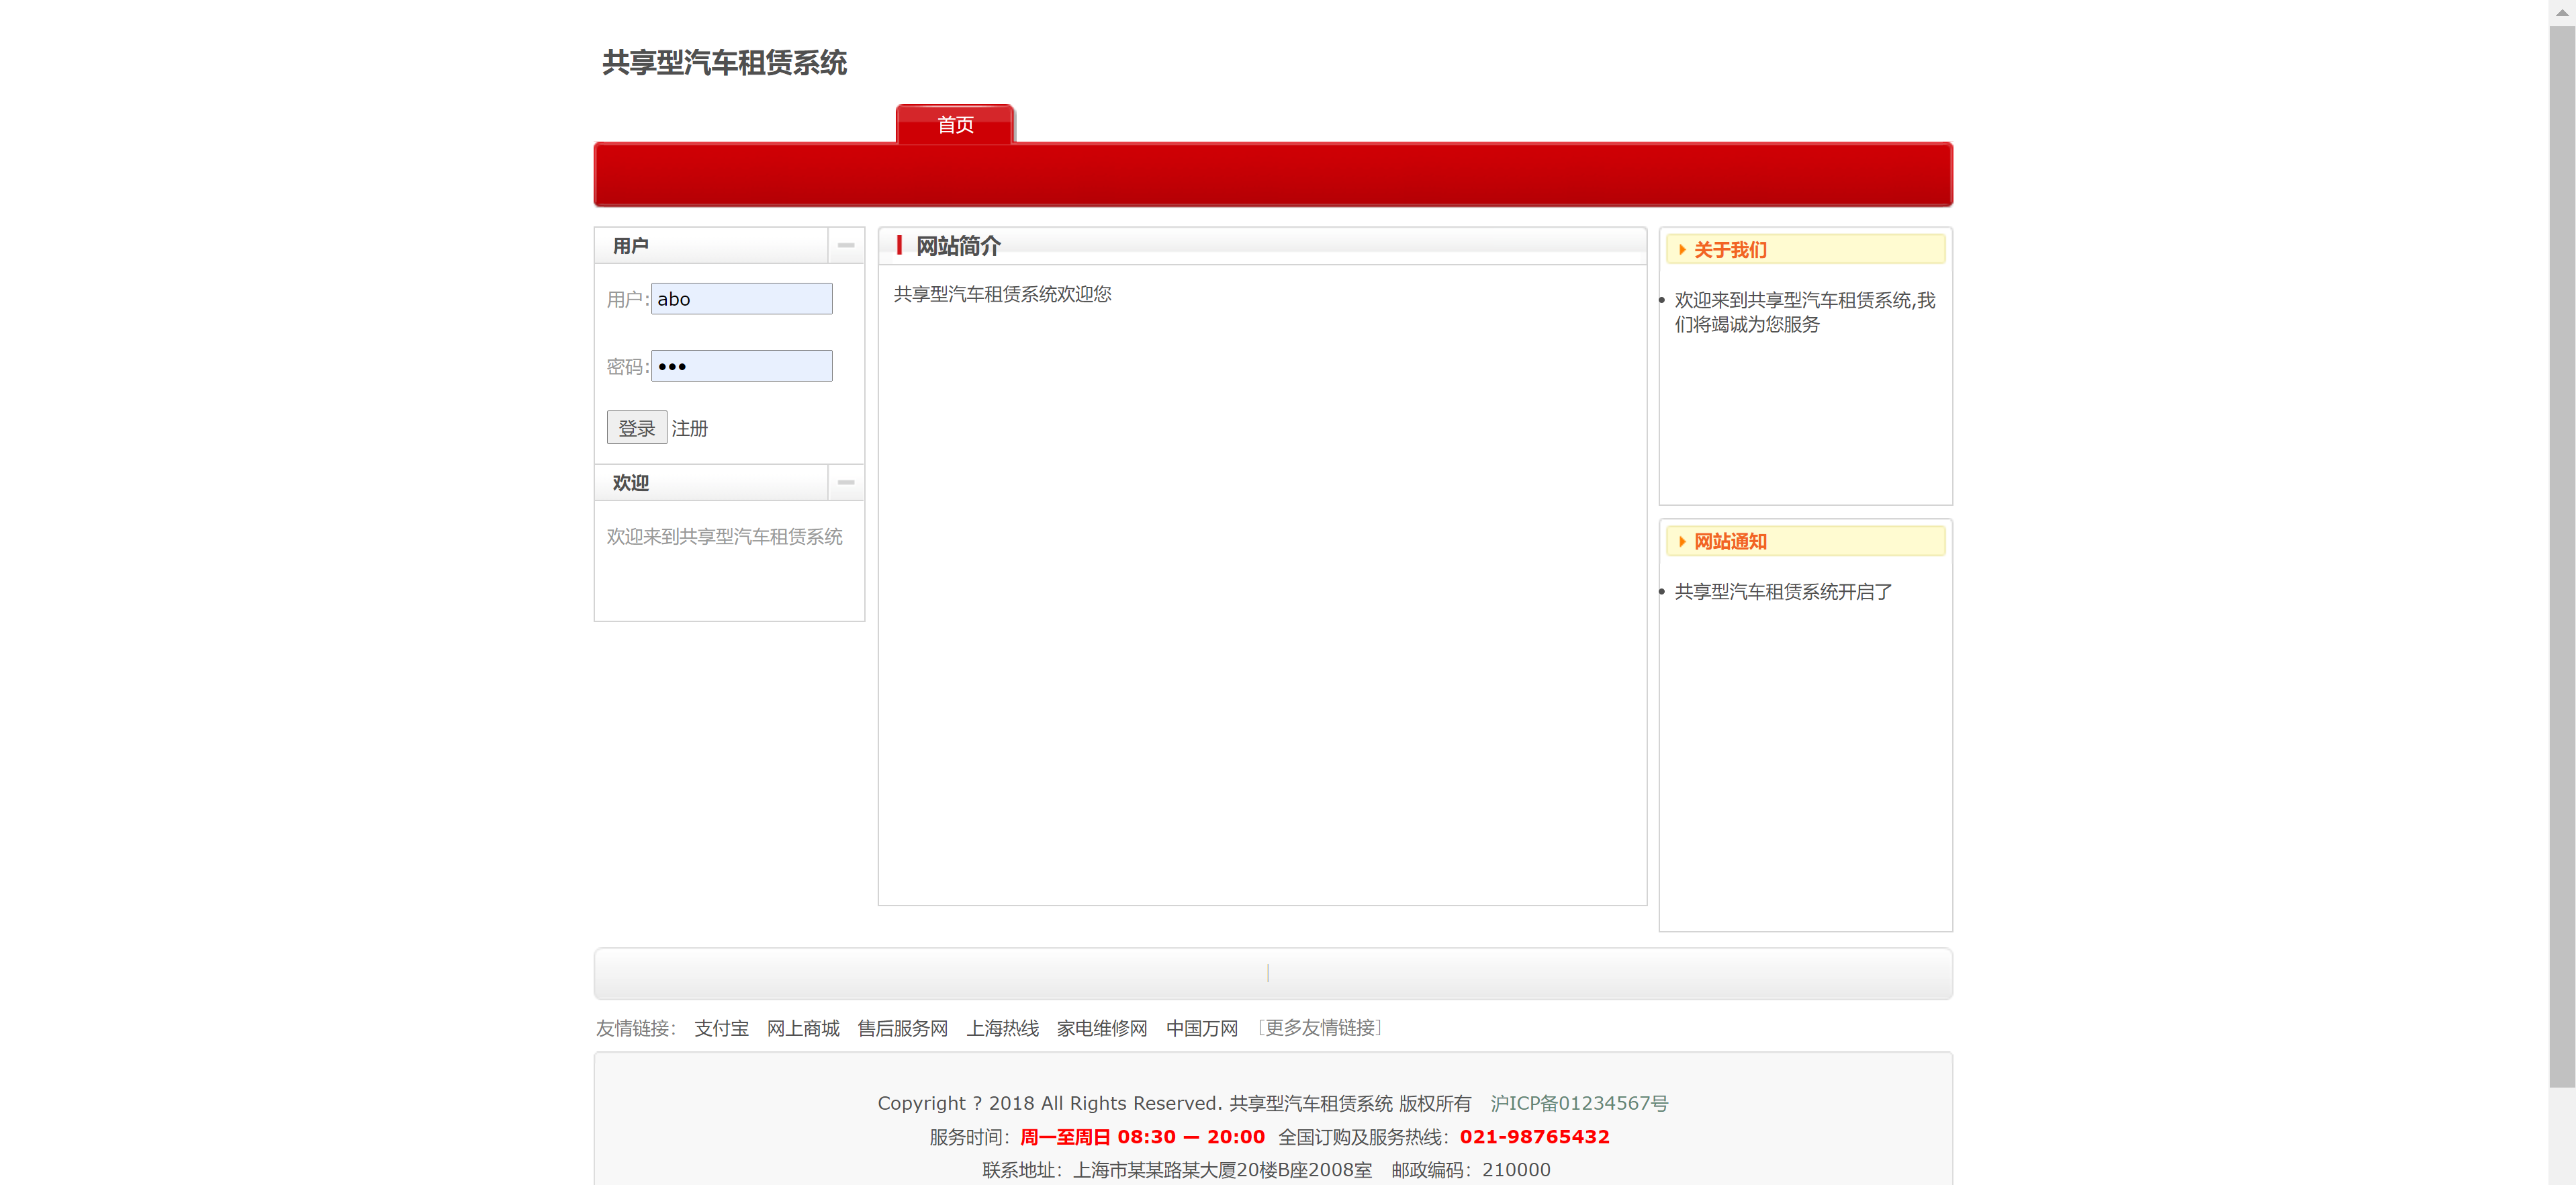 共享型汽车租赁系统
首页
用户
用户:
abo
密码:
•••
登录 注册
欢迎
欢迎来到共享型汽车租赁系统
网站简介
共享型汽车租赁系统欢迎您
关于我们
欢迎来到共享型汽车租赁系统,我
们将竭诚为您服务
网站通知
共享型汽车租赁系统开启了
|
友情链接: 支付宝 网上商城 售后服务网 上海热线 家电维修网 中国万网 [更多友情链接]
Copyright ? 2018 All Rights Reserved. 共享型汽车租赁系统 版权所有 沪ICP备01234567号
服务时间：周一至周日 08:30 — 20:00 全国订购及服务热线：021-98765432
联系地址：上海市某某路某大厦20楼B座2008室 邮政编码：210000